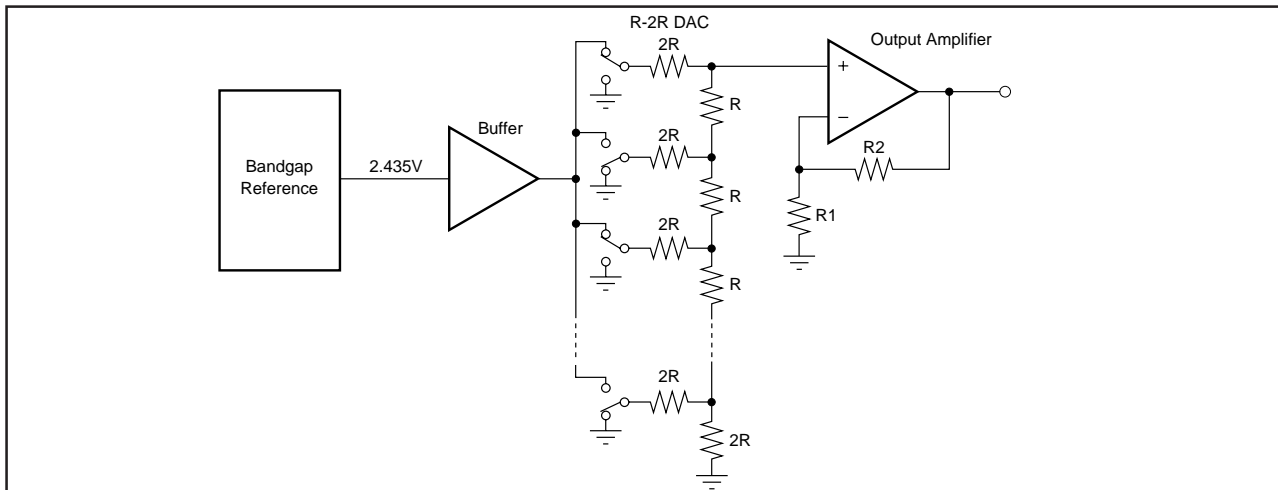 R-2R DAC
2R
Output Amplifier
+
R
−
Buffer
2R
R2
Bandgap
Reference
2.435V
R
R1
2R
R
2R
2R